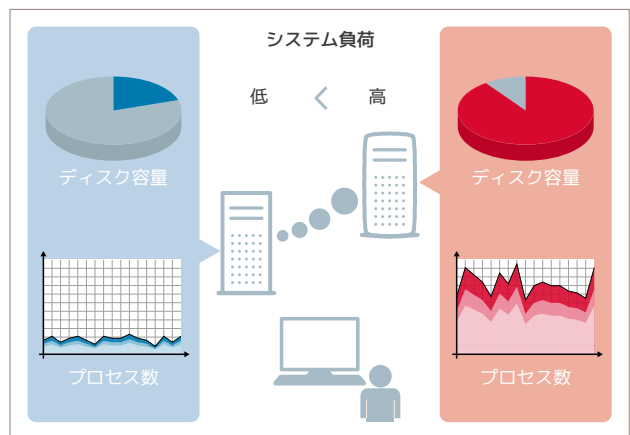 システム負荷
低 < 高
ディスク容量
ディスク容量
プロセス数
プロセス数